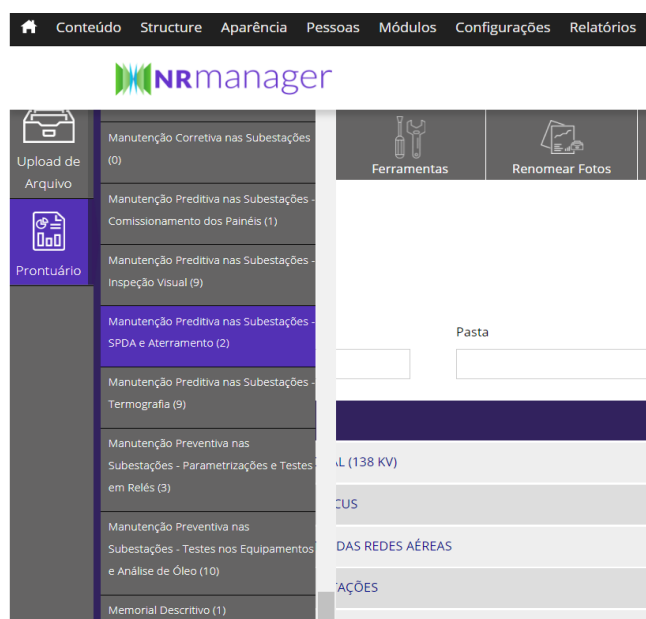 Conteúdo Structure Aparência Pessoas Módulos Configurações Relatórios
NRmanager
Upload de
Arquivo
Prontuário
Manutenção Corretiva nas Subestações
(0)
Manutenção Preditiva nas Subestações -
Comissionamento dos Painéis (1)
Manutenção Preditiva nas Subestações -
Inspeção Visual (9)
Manutenção Preditiva nas Subestações -
SPDA e Aterramento (2)
Manutenção Preditiva nas Subestações -
Termografia (9)
Manutenção Preventiva nas
Subestações - Parametrizações e Testes
em Relés (3)
Manutenção Preventiva nas
Subestações - Testes nos Equipamentos
e Análise de Óleo (10)
Memorial Descritivo (1)
Ferramentas
Renomear Fotos
Pasta
AL (138 KV)
CUS
DAS REDES AÉREAS
AÇÕES